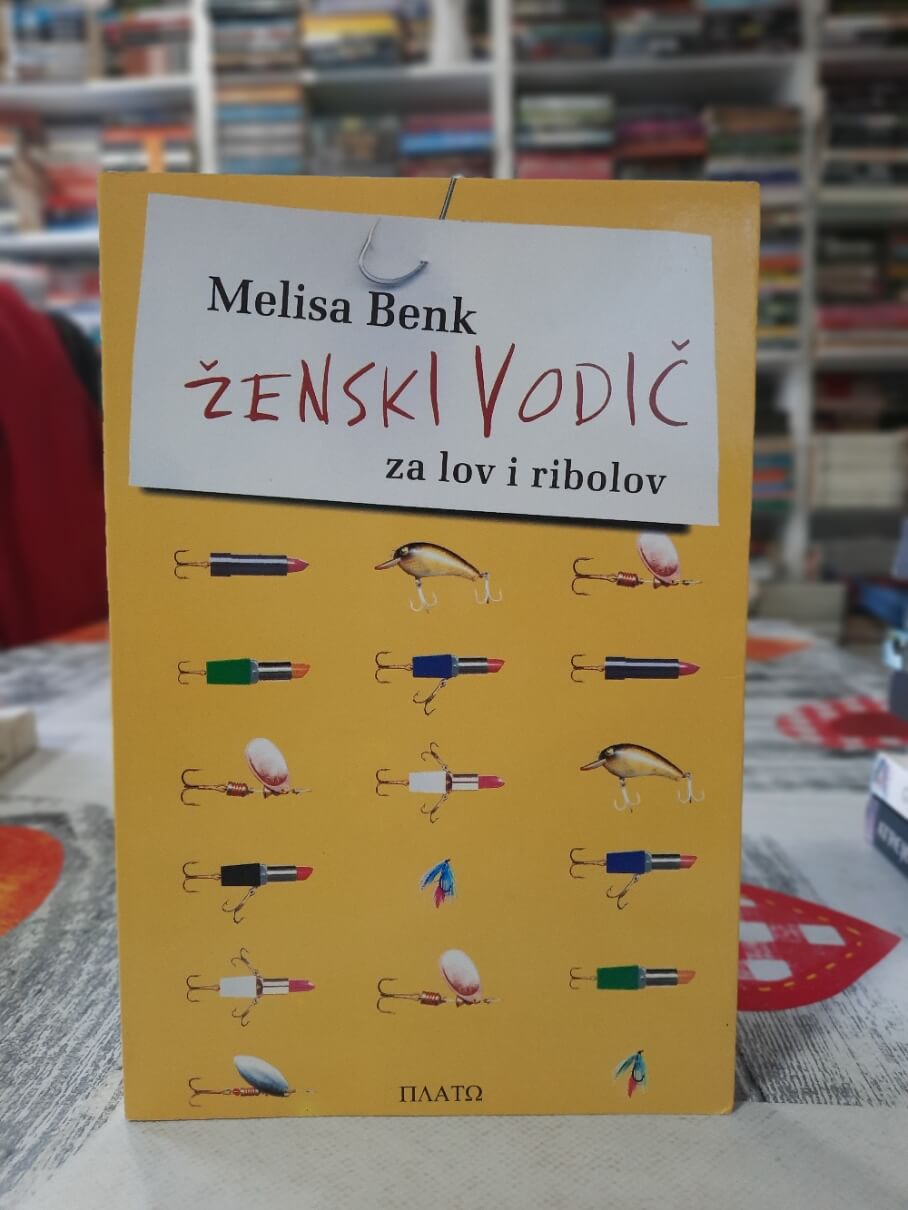 Melisa Benk
ŽENSKI VODIČ
za lov i ribolov
ΠΛΑΤΩ